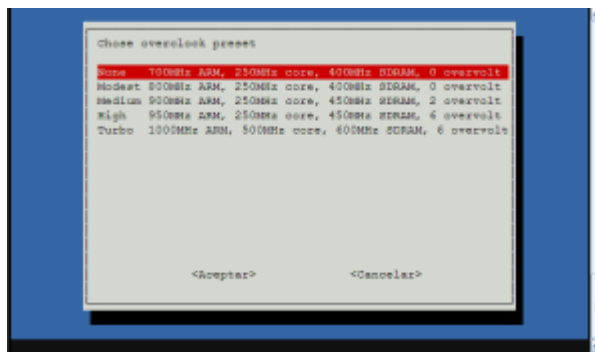 Chose overclock preset
None 700MHz ARM, 250MHz core, 400MHz SDRAM, 0 overvolt
Modest 800MHz ARM, 250MHz core, 400MHz SDRAM, 0 overvolt
Medium 900MHz ARM, 250MHz core, 450MHz SDRAM, 2 overvolt
High 950MHz ARM, 250MHz core, 450MHz SDRAM, 6 overvolt
Turbo 1000MHz ARM, 500MHz core, 600MHz SDRAM, 6 overvolt
<Aceptar> <Cancelar>